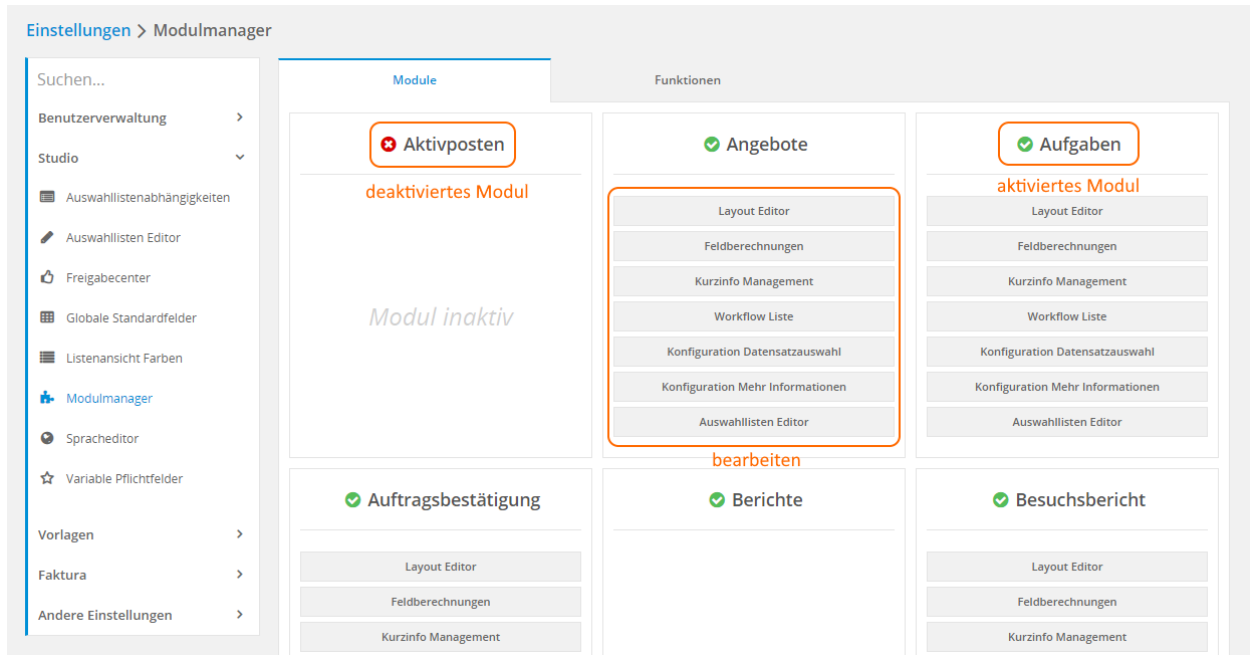 Einstellungen > Modulmanager
Suchen...
Benutzerverwaltung
Studio
Auswahllistenabhängigkeiten
Auswahllisten Editor
Freigabecenter
Globale Standardfelder
Listenansicht Farben
Modulmanager
Spracheditor
Variable Pflichtfelder
Vorlagen
Faktura
Andere Einstellungen
Module
Funktionen
Aktivposten
deaktiviertes Modul
Modul inaktiv
Angebote
Layout Editor
Feldberechnungen
Kurzinfo Management
Workflow Liste
Konfiguration Datensatzauswahl
Konfiguration Mehr Informationen
Auswahllisten Editor
bearbeiten
Aufgaben
aktiviertes Modul
Layout Editor
Feldberechnungen
Kurzinfo Management
Workflow Liste
Konfiguration Datensatzauswahl
Konfiguration Mehr Informationen
Auswahllisten Editor
Auftragsbestätigung
Layout Editor
Feldberechnungen
Kurzinfo Management
Berichte
Besuchsbericht
Layout Editor
Feldberechnungen
Kurzinfo Management